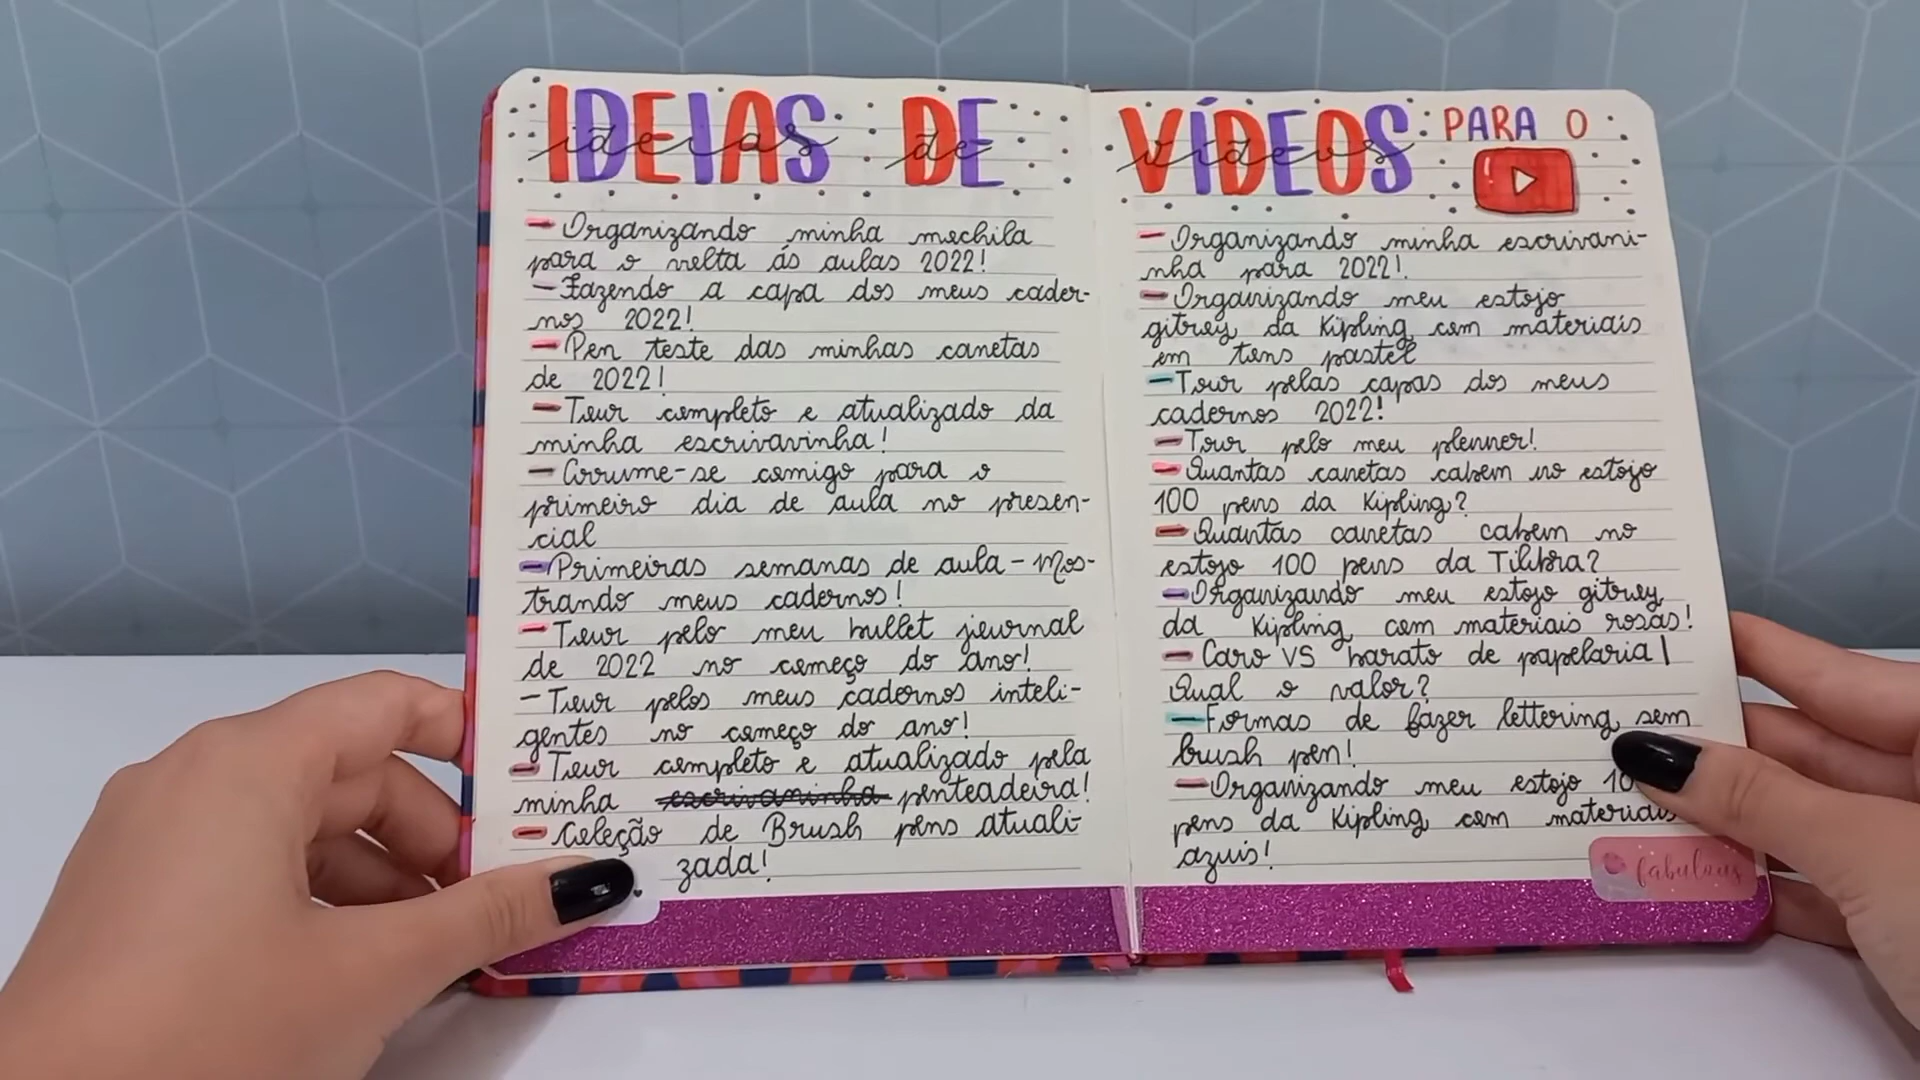 IDEIAS DE
ideias de
- Organizando minha mochila
para o volta ás aulas 2022!
- Fazendo a capa dos meus cader-
nos 2022!
- Pen teste das minhas canetas
de 2022!
- Tour completo e atualizado da
minha escrivavinha!
- Arrume-se comigo para o
primeiro dia de aula no presen-
cial
- Primeiras semanas de aula - Mos-
trando meus cadernos!
- Tour pelo meu bullet journal
de 2022 no começo do ano!
- Tour pelos meus cadernos inteli-
gentes no começo do ano!
- Tour completo e atualizado pela
minha escrivaninha penteadeira!
- Coleção de Brush pens atuali-
zada!
VÍDEOS PARA O
vídeos
- Organizando minha escrivani-
nha para 2022!
- Organizando meu estojo
gitrey da Kipling com materiais
em tons pastel
- Tour pelas capas dos meus
cadernos 2022!
- Tour pelo meu plenner!
- Quantas canetas cabem no estojo
100 pens da Kipling?
- Quantas canetas cabem no
estojo 100 pens da Tilibra?
- Organizando meu estojo gitrey
da Kipling com materiais rosas!
- Caro VS barato de papelaria |
Qual o valor?
- Formas de fazer lettering sem
brush pen!
- Organizando meu estojo 10
pens da Kipling com materiais
azuis!
fabulous